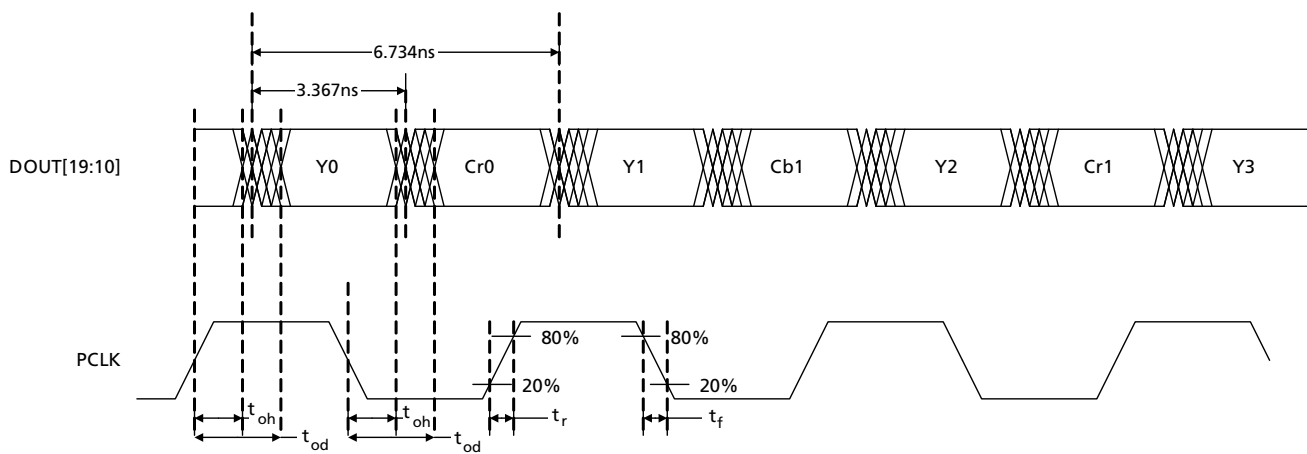 6.734ns
3.367ns
DOUT[19:10] Y0 Cr0 Y1 Cb1 Y2 Cr1 Y3
80% 80%
PCLK
20% 20%
toh toh tr tf
tod tod